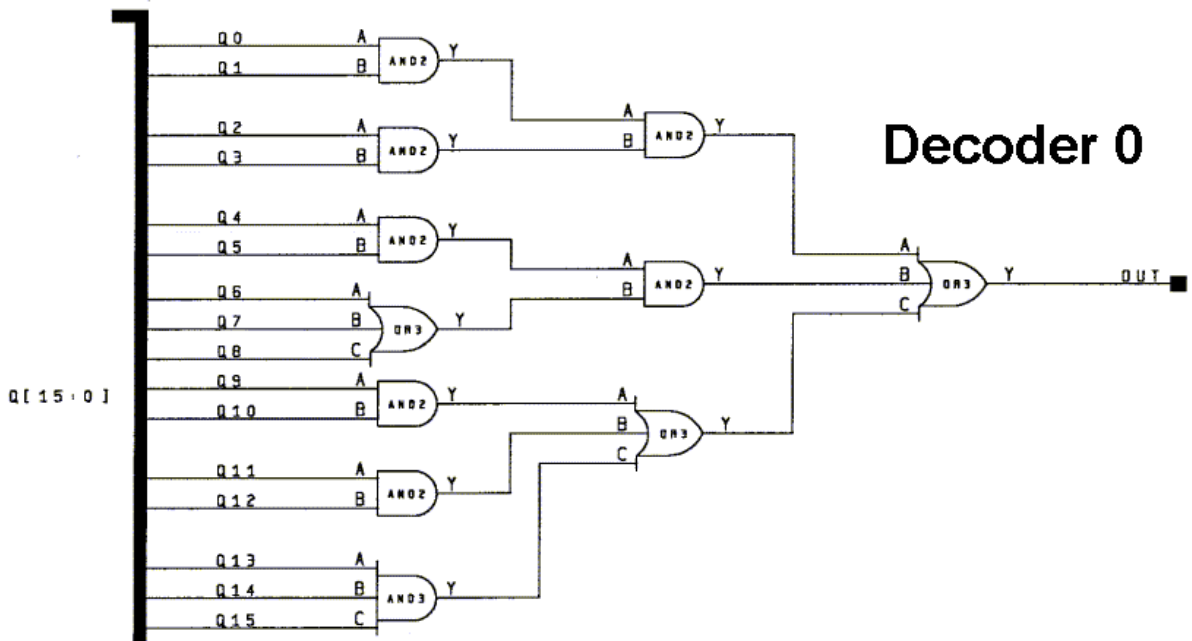 Q0 A
AND2 Y
Q1 B
A
AND2 Y
B
Q2 A
AND2 Y
Q3 B
Decoder 0
Q4 A
AND2 Y
Q5 B
A
AND2 Y
B
A
B OR3 Y OUT
C
Q6 A
Q7 B OR3 Y
Q8 C
Q[15:0]
Q9 A
AND2 Y
Q10 B
A
B OR3 Y
C
Q11 A
AND2 Y
Q12 B
Q13 A
Q14 B AND3 Y
Q15 C